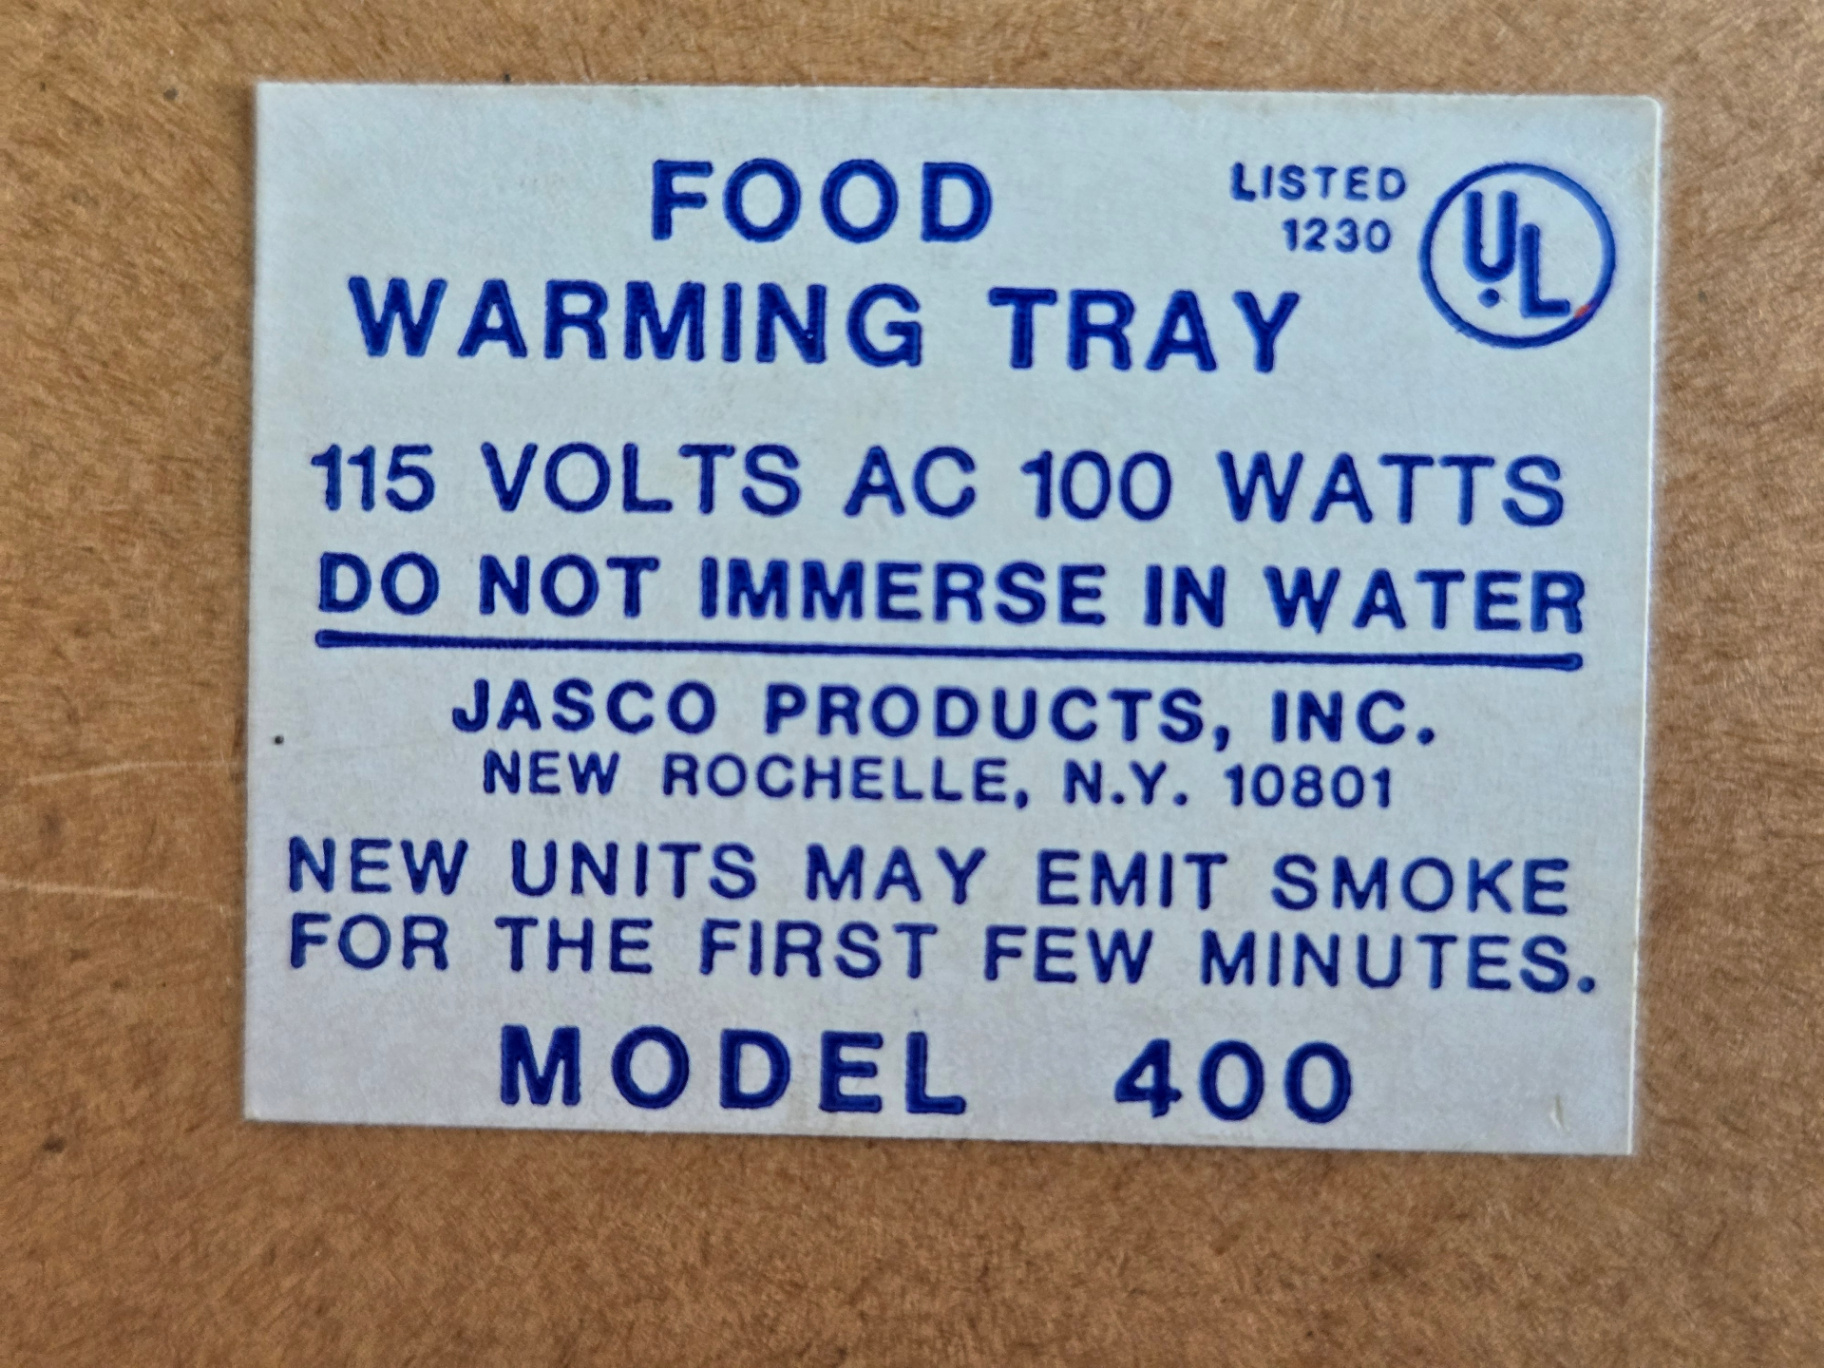 FOOD
WARMING TRAY
LISTED
1230
UL
115 VOLTS AC 100 WATTS
DO NOT IMMERSE IN WATER
JASCO PRODUCTS, INC.
NEW ROCHELLE, N.Y. 10801
NEW UNITS MAY EMIT SMOKE
FOR THE FIRST FEW MINUTES.
MODEL 400